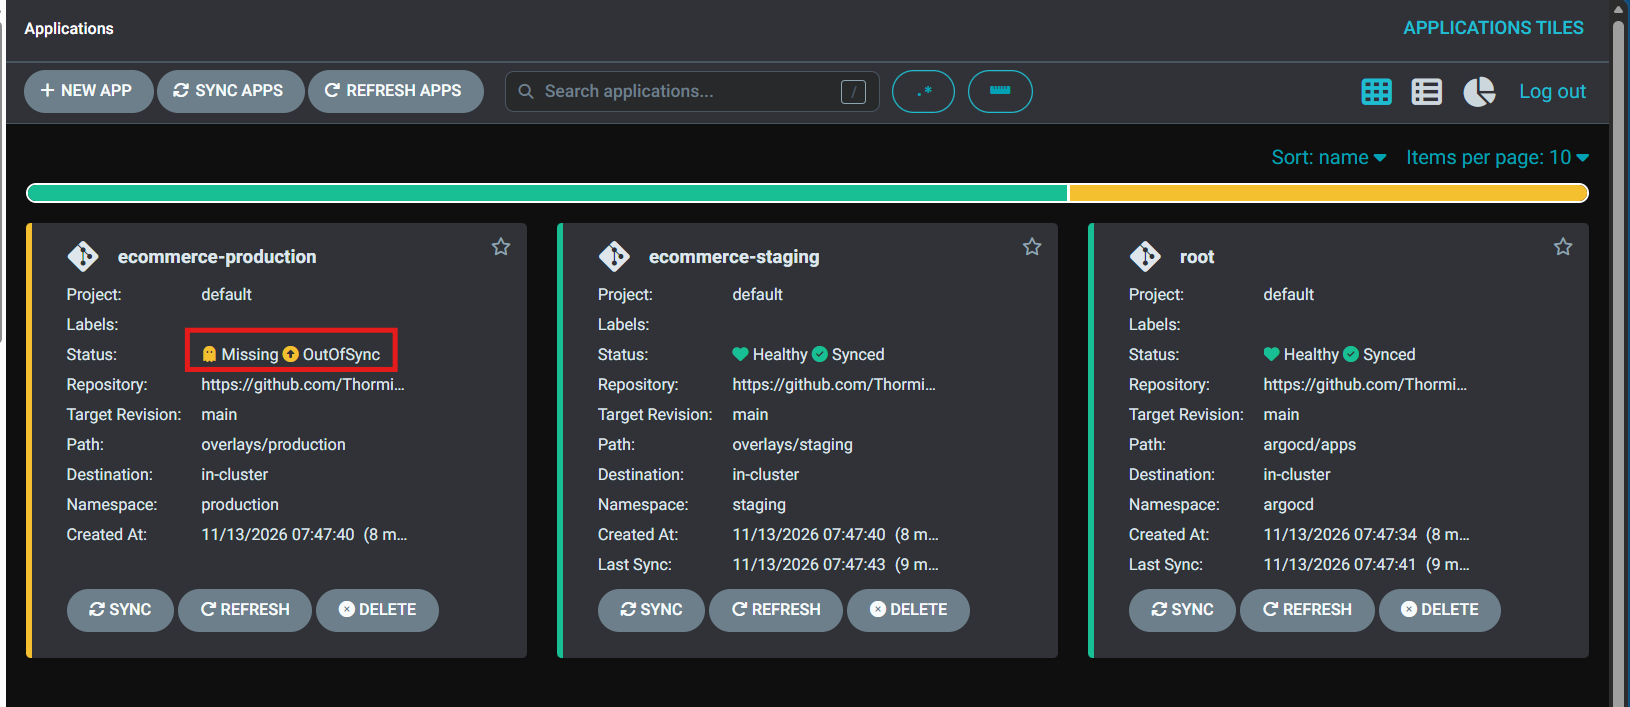 Applications
APPLICATIONS TILES
NEW APP
SYNC APPS
REFRESH APPS
Search applications...
/
.*
Log out
Sort: name
Items per page: 10
ecommerce-production
Project: default
Labels:
Status: Missing OutOfSync
Repository: https://github.com/Thormi...
Target Revision: main
Path: overlays/production
Destination: in-cluster
Namespace: production
Created At: 11/13/2026 07:47:40 (8 m...
SYNC
REFRESH
DELETE
ecommerce-staging
Project: default
Labels:
Status: Healthy Synced
Repository: https://github.com/Thormi...
Target Revision: main
Path: overlays/staging
Destination: in-cluster
Namespace: staging
Created At: 11/13/2026 07:47:40 (8 m...
Last Sync: 11/13/2026 07:47:43 (9 m...
SYNC
REFRESH
DELETE
root
Project: default
Labels:
Status: Healthy Synced
Repository: https://github.com/Thormi...
Target Revision: main
Path: argocd/apps
Destination: in-cluster
Namespace: argocd
Created At: 11/13/2026 07:47:34 (8 m...
Last Sync: 11/13/2026 07:47:41 (9 m...
SYNC
REFRESH
DELETE